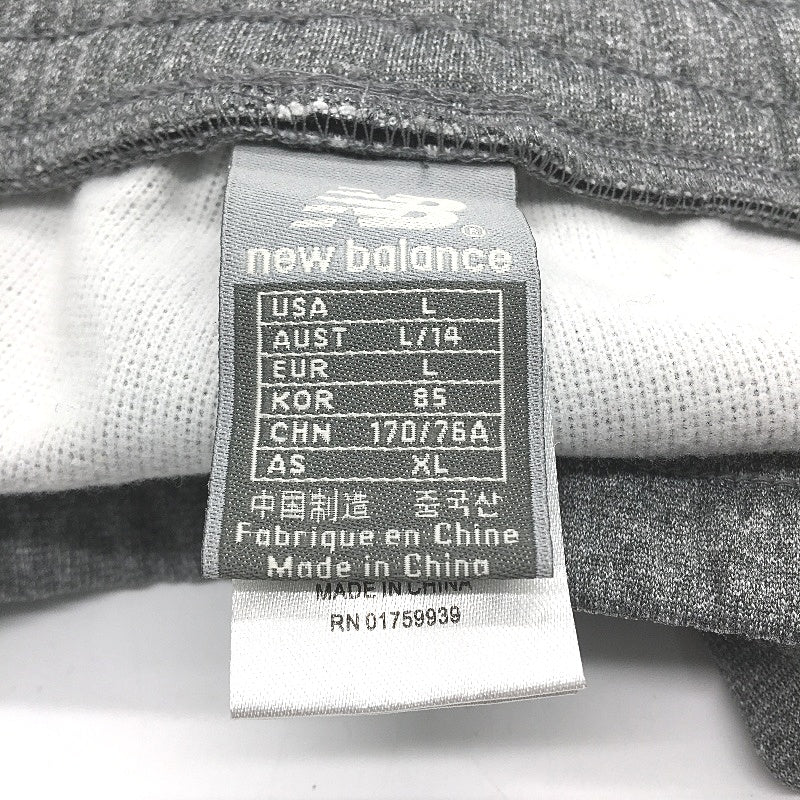 NB ®
new balance
USA L
AUST L/14
EUR L
KOR 85
CHN 170/76A
AS XL
中国制造 중국산
Fabrique en Chine
Made in China
MADE IN CHINA
RN 01759939